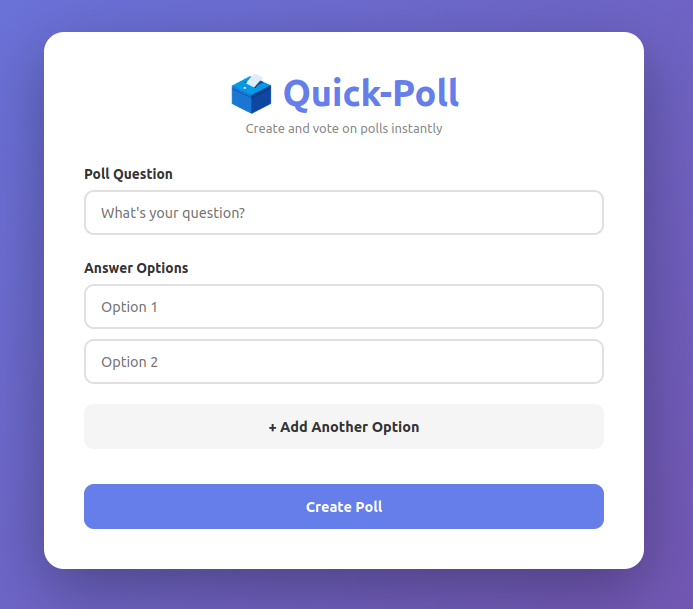 Quick-Poll
Create and vote on polls instantly
Poll Question
What's your question?
Answer Options
Option 1
Option 2
+ Add Another Option
Create Poll